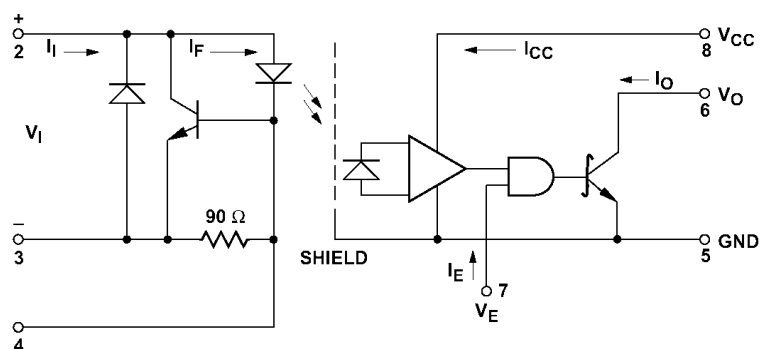 +
2
I_I
I_F
I_CC
V_CC
8
I_O
V_O
6
V_I
–
3
90 Ω
SHIELD
I_E
7
V_E
GND
5
4